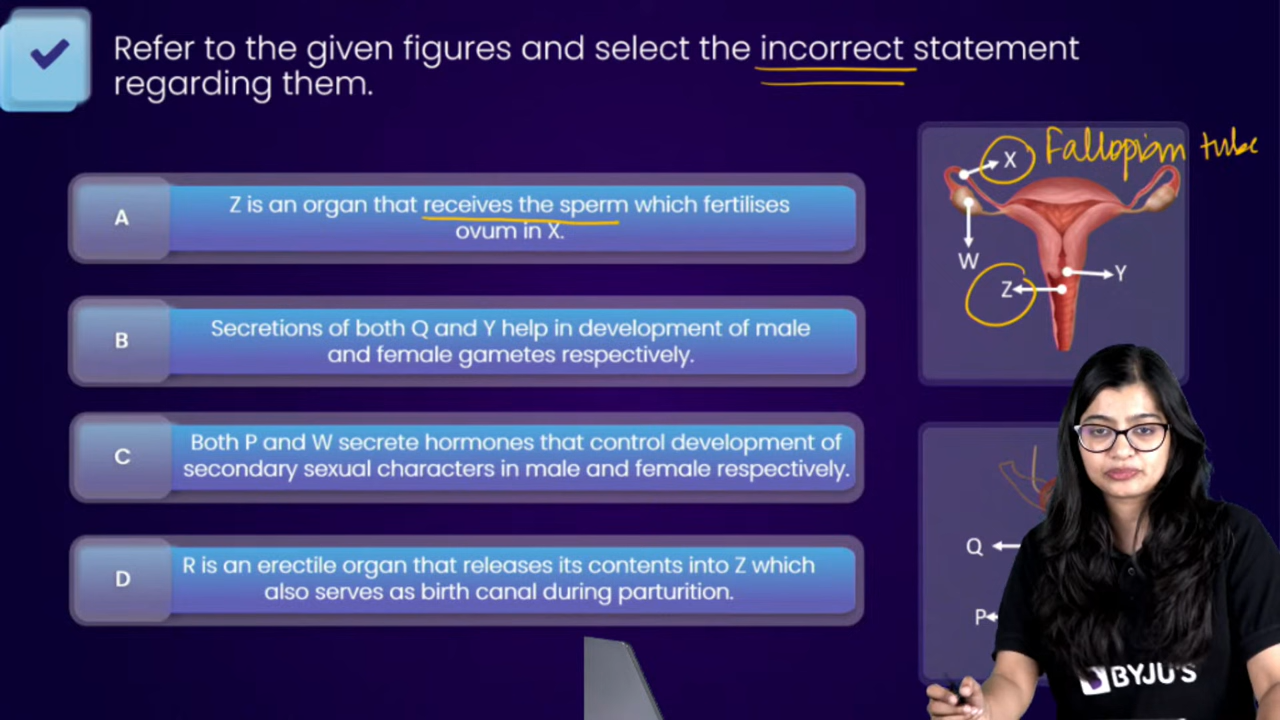 Refer to the given figures and select the incorrect statement
regarding them.
A
Z is an organ that receives the sperm which fertilises
ovum in X.
B
Secretions of both Q and Y help in development of male
and female gametes respectively.
C
Both P and W secrete hormones that control development of
secondary sexual characters in male and female respectively.
D
R is an erectile organ that releases its contents into Z which
also serves as birth canal during parturition.
X Fallopian tube
W
Y
Z
Q
P
BYJU'S